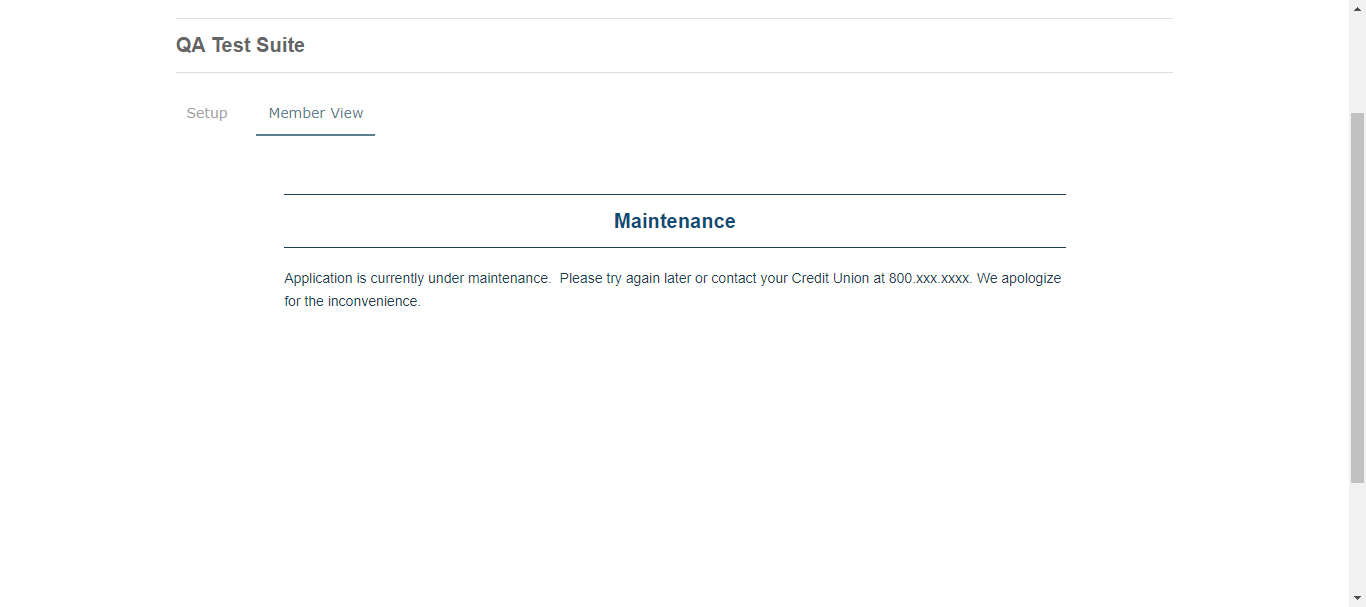 QA Test Suite
Setup Member View
Maintenance
Application is currently under maintenance.  Please try again later or contact your Credit Union at 800.xxx.xxxx. We apologize
for the inconvenience.